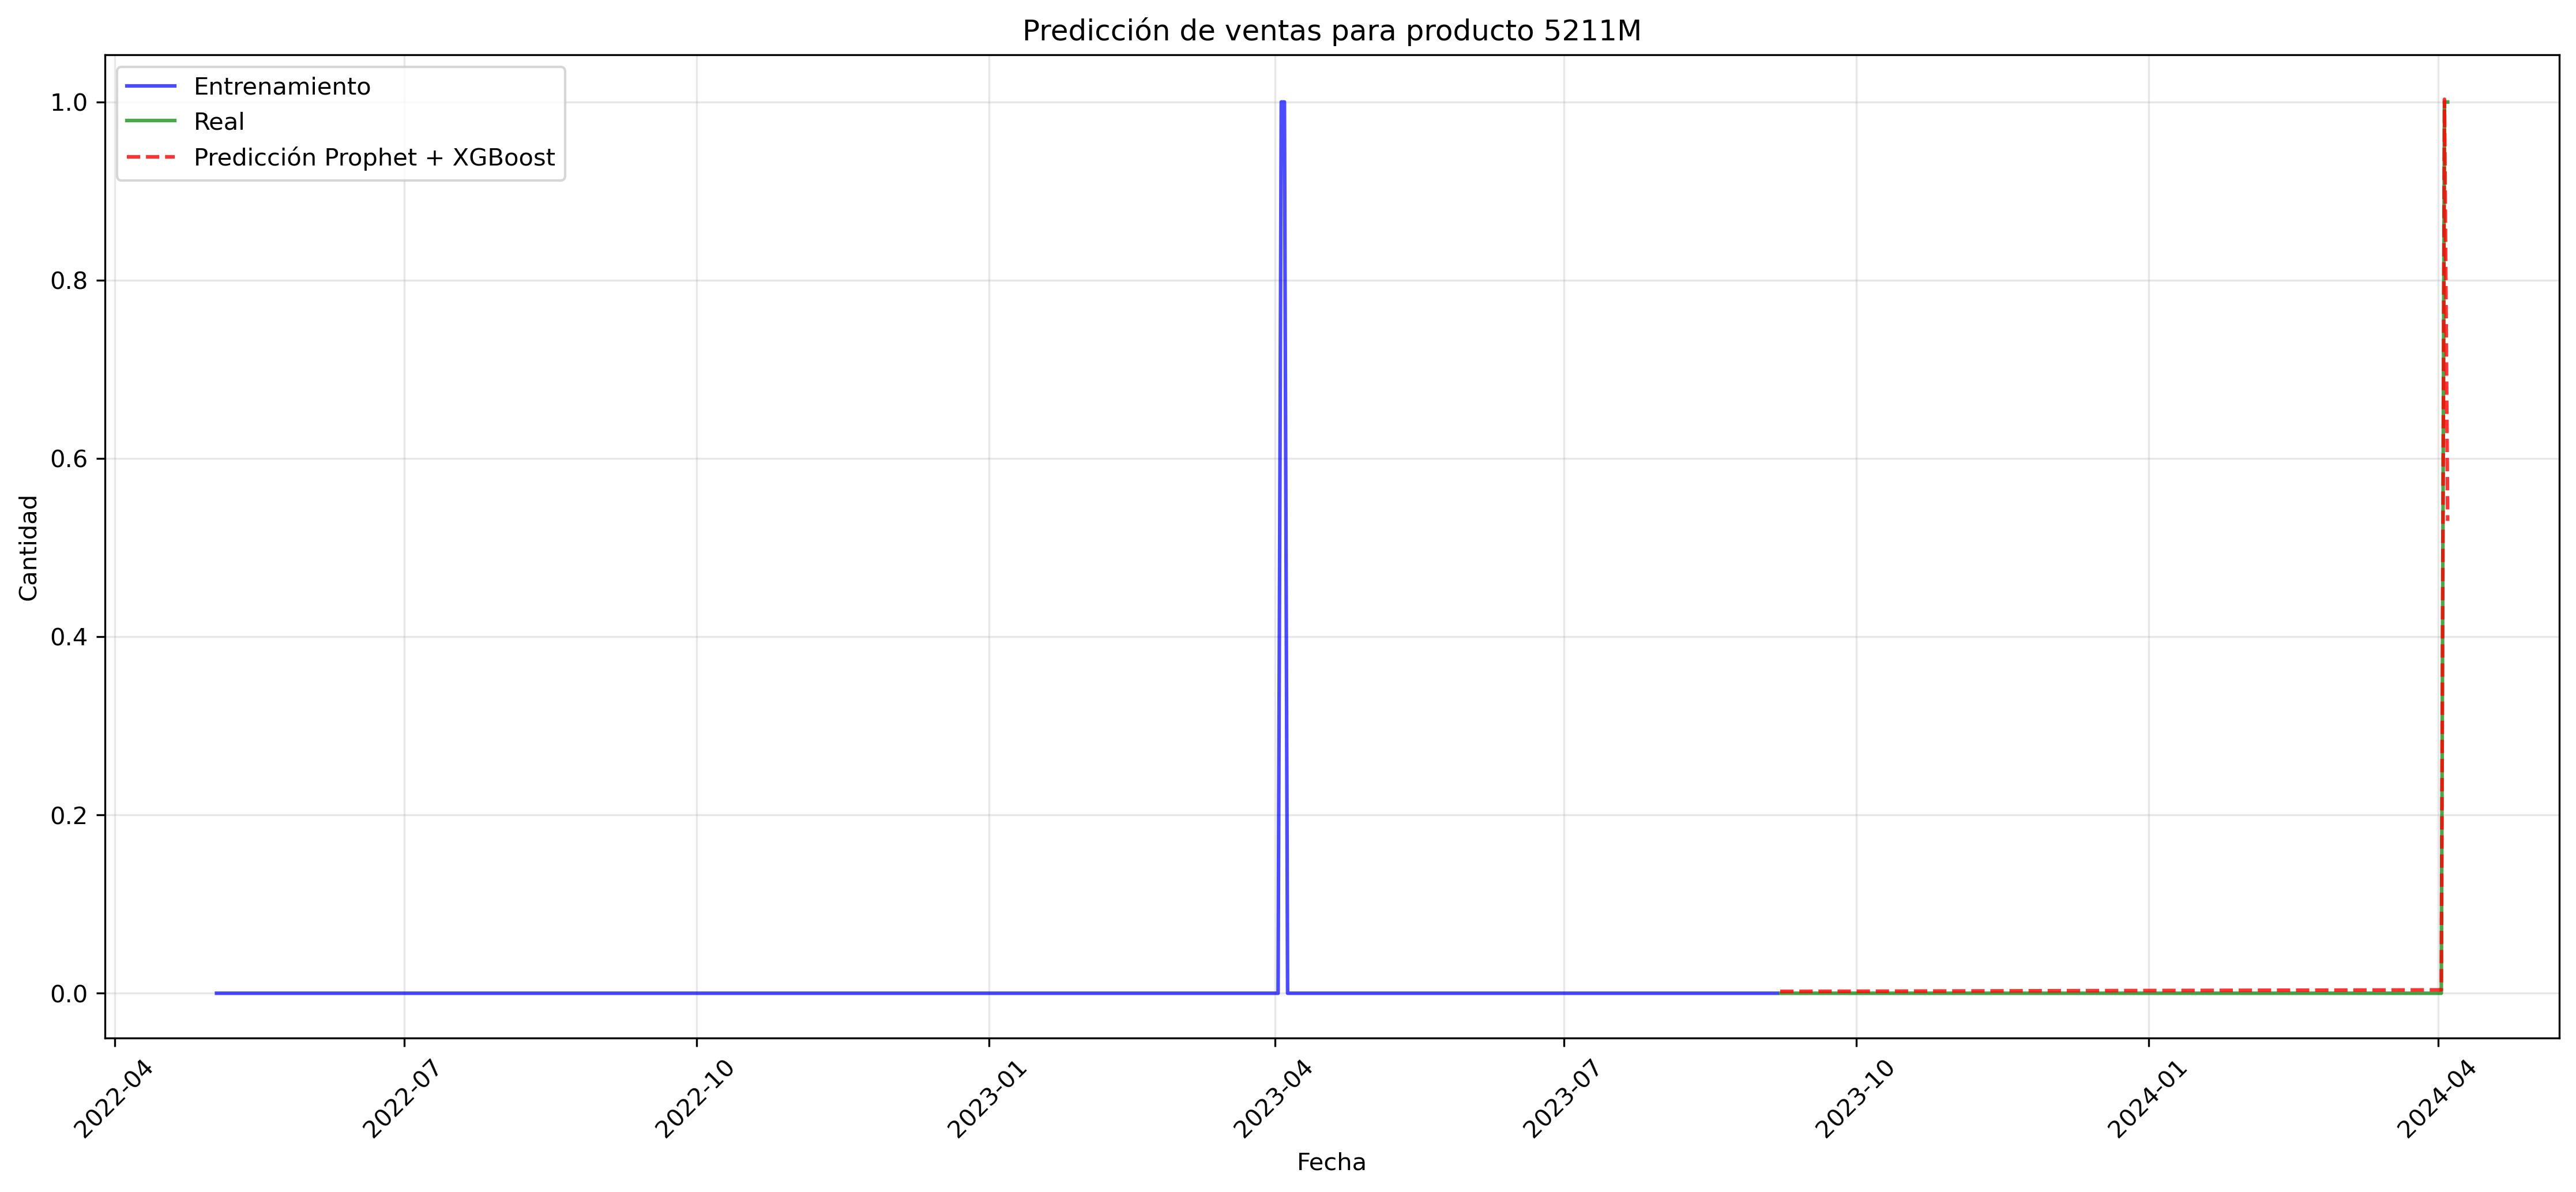 Predicción de ventas para producto 5211M
Entrenamiento
Real
Predicción Prophet + XGBoost
Cantidad
1.0
0.8
0.6
0.4
0.2
0.0
2022-04
2022-07
2022-10
2023-01
2023-04
2023-07
2023-10
2024-01
2024-04
Fecha